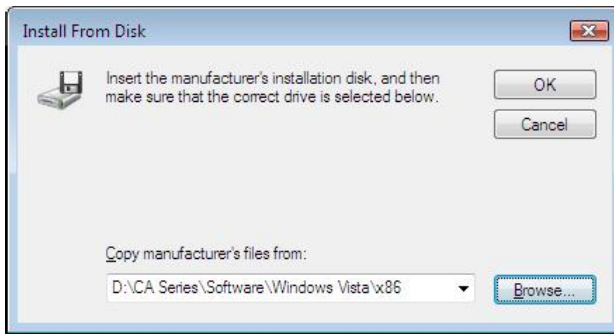 Install From Disk
Insert the manufacturer's installation disk, and then
make sure that the correct drive is selected below.
OK
Cancel
Copy manufacturer's files from:
D:\CA Series\Software\Windows Vista\x86
Browse...